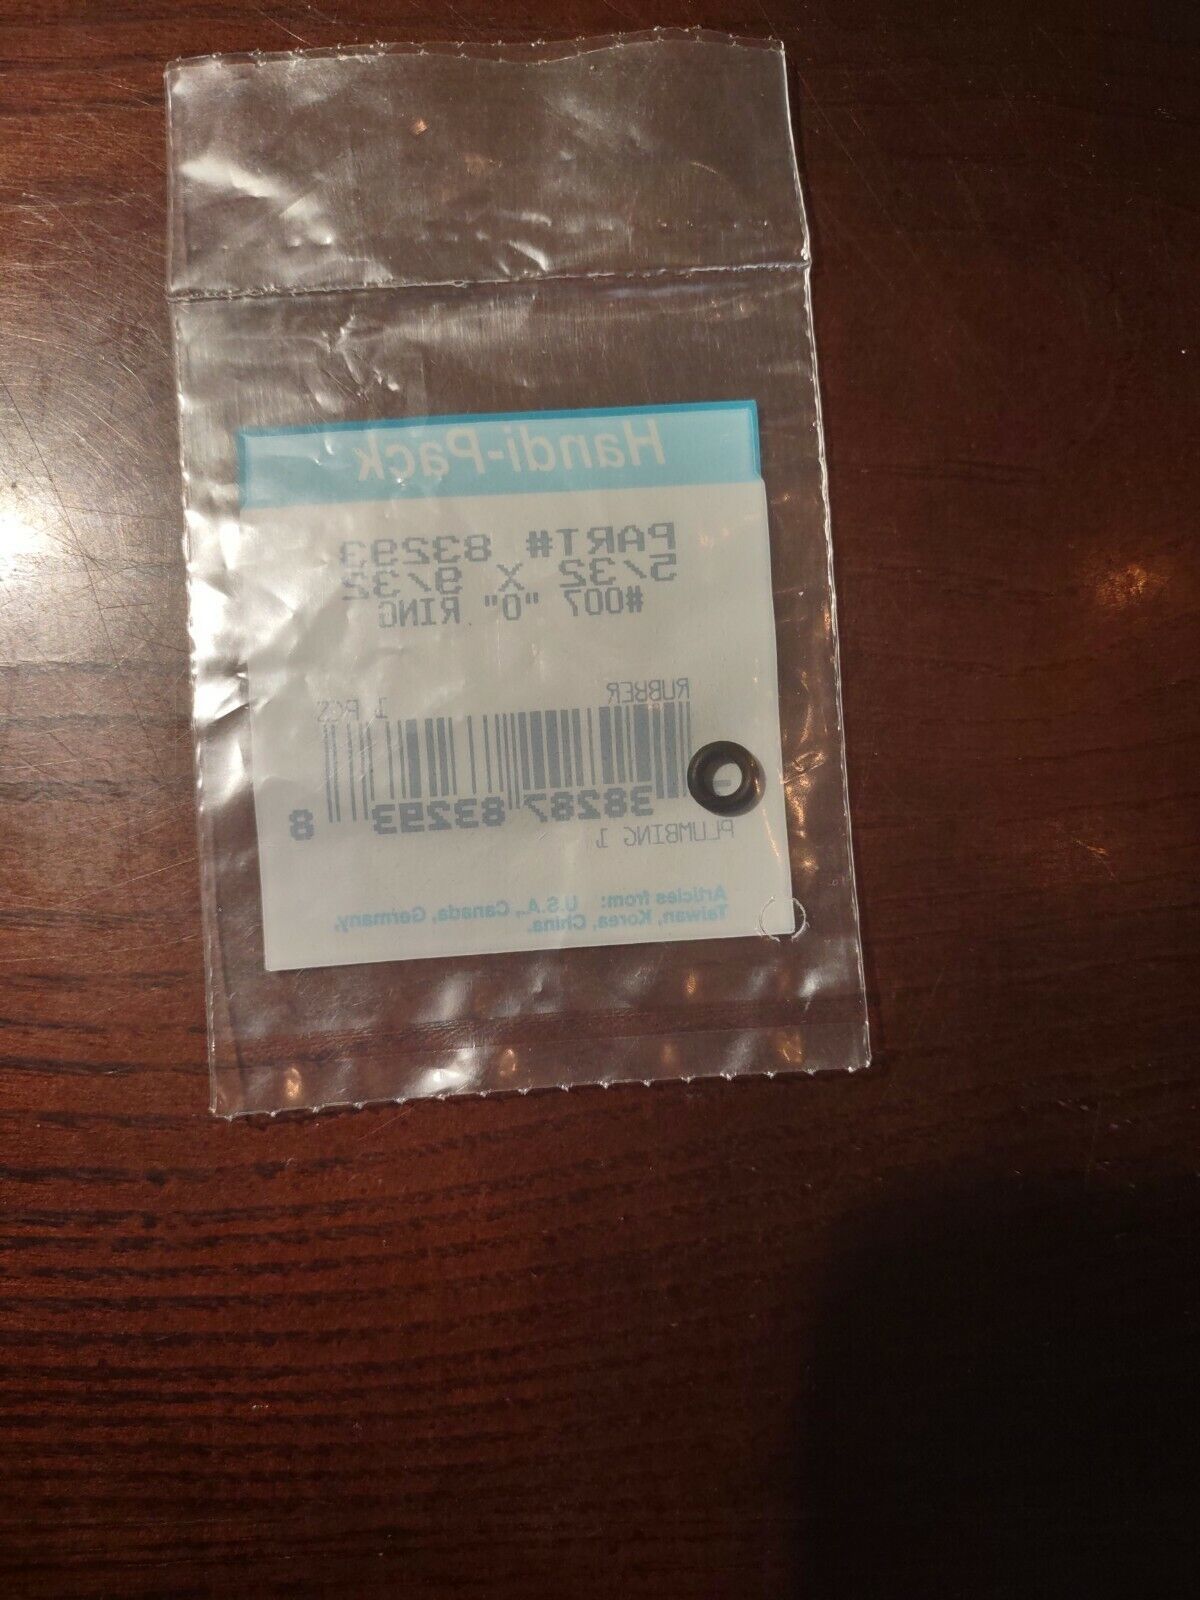 Handi-Pack
PART# 83293
5/32 X 9/32
#007 "O" RING
RUBBER 1 PCS
38287 83293 8
PLUMBING 1
Articles from: U.S.A., Canada, Germany,
Taiwan, Korea, China.